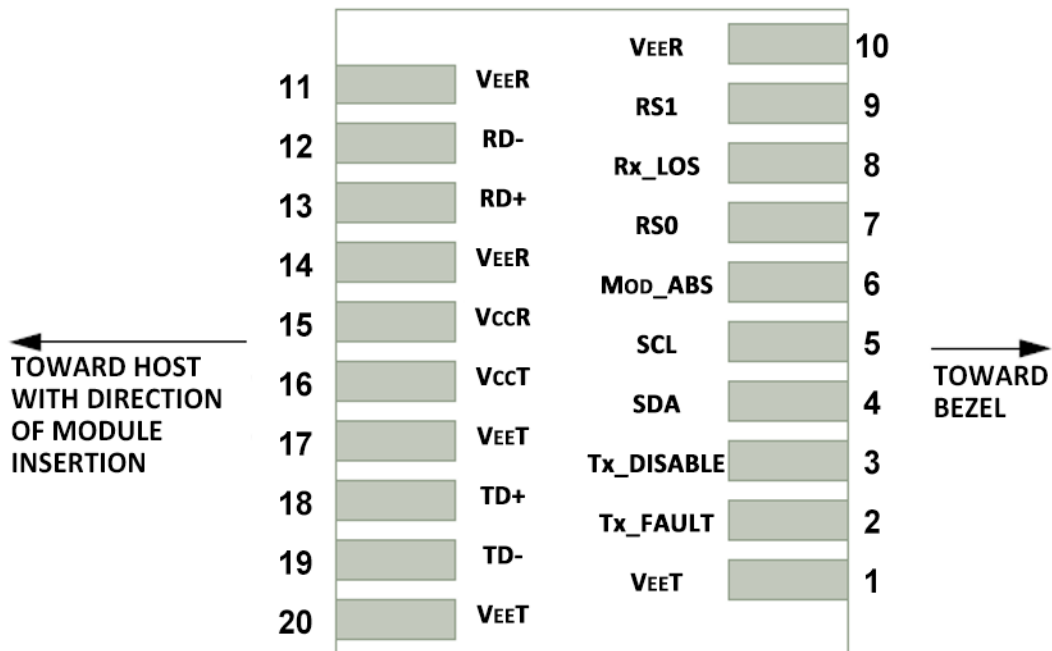 VEER 10
11 VEER
RS1 9
12 RD-
Rx_LOS 8
13 RD+
RS0 7
14 VEER
MOD_ABS 6
15 VCCR
SCL 5
TOWARD HOST
WITH DIRECTION
OF MODULE
INSERTION
TOWARD
BEZEL
16 VCCT
SDA 4
17 VEET
Tx_DISABLE 3
18 TD+
Tx_FAULT 2
19 TD-
VEET 1
20 VEET